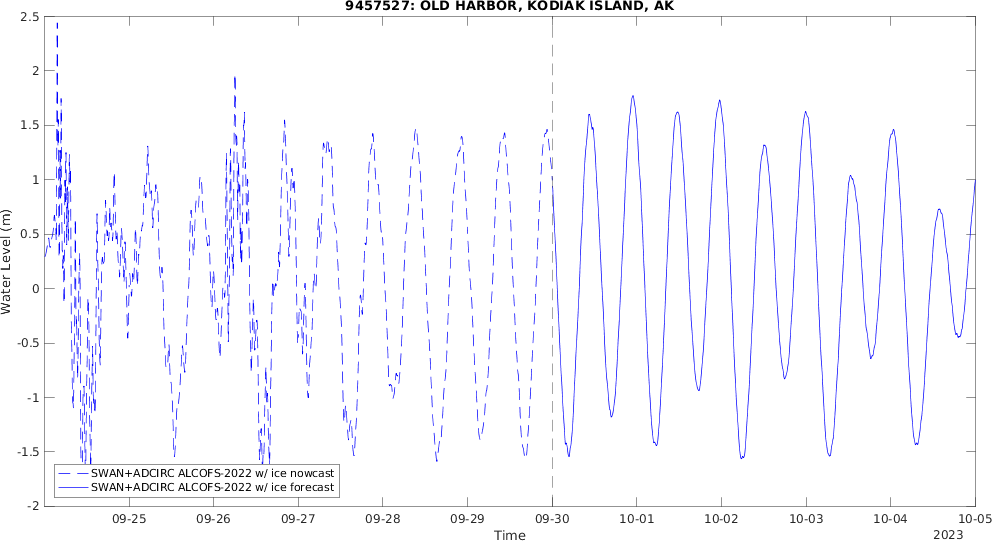 9457527: OLD HARBOR, KODIAK ISLAND, AK
2.5
2
1.5
1
0.5
0
-0.5
-1
-1.5
-2
Water Level (m)
SWAN+ADCIRC ALCOFS-2022 w/ ice nowcast
SWAN+ADCIRC ALCOFS-2022 w/ ice forecast
09-25 09-26 09-27 09-28 09-29 09-30 10-01 10-02 10-03 10-04 10-05
Time
2023